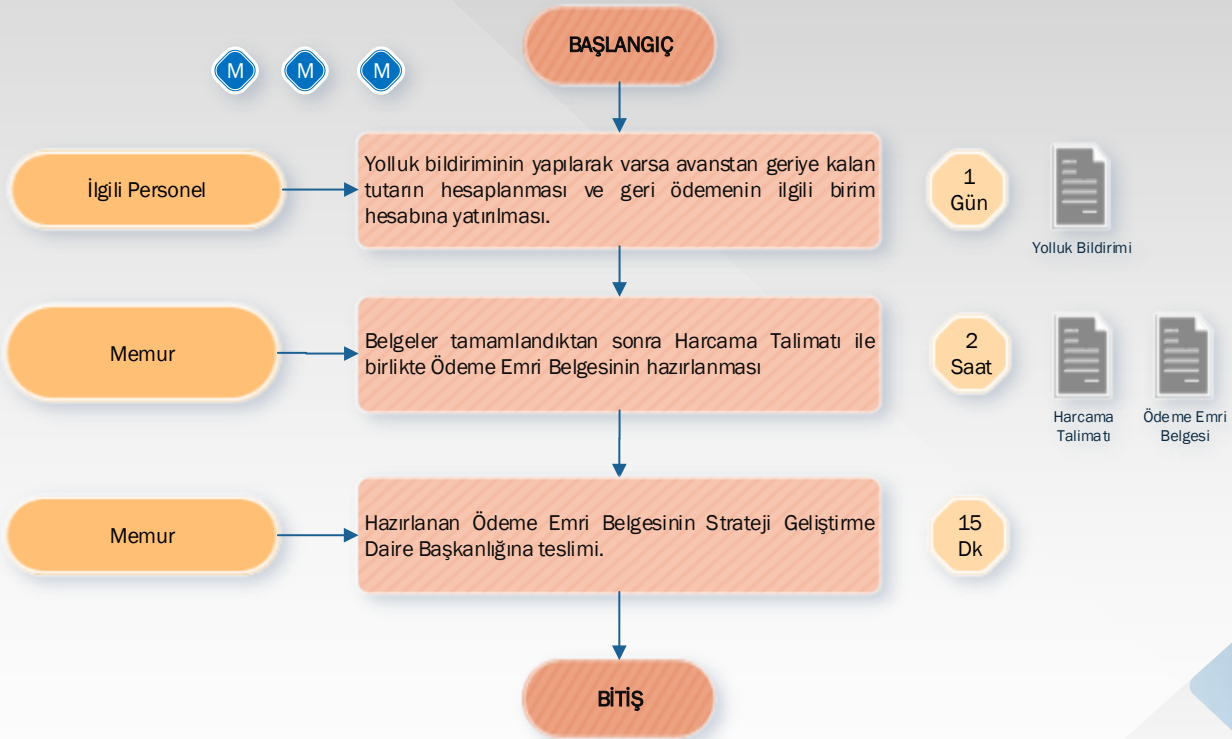 BAŞLANGIÇ
M M M
İlgili Personel
Yolluk bildiriminin yapılarak varsa avanstan geriye kalan
tutarın hesaplanması ve geri ödemenin ilgili birim
hesabına yatırılması.
1
Gün
Yolluk Bildirimi
Memur
Belgeler tamamlandıktan sonra Harcama Talimatı ile
birlikte Ödeme Emri Belgesinin hazırlanması
2
Saat
Harcama
Talimatı
Ödeme Emri
Belgesi
Memur
Hazırlanan Ödeme Emri Belgesinin Strateji Geliştirme
Daire Başkanlığına teslimi.
15
Dk
BİTİŞ